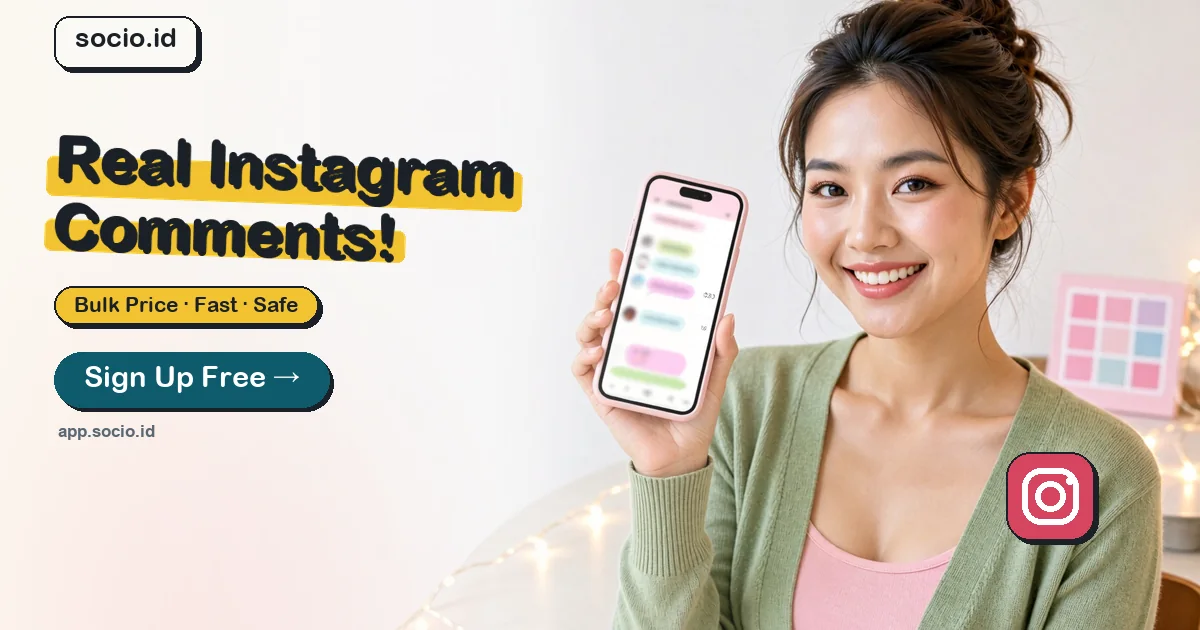 socio.id
Real Instagram
Comments!
Bulk Price · Fast · Safe
Sign Up Free →
app.socio.id